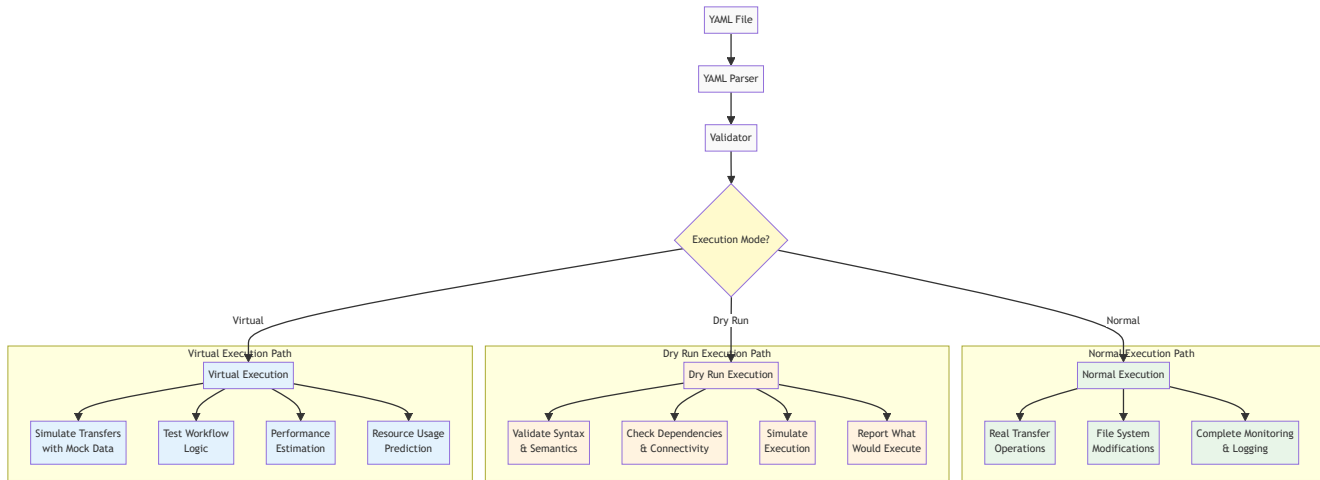 YAML File
YAML Parser
Validator
Execution Mode?
Virtual
Dry Run
Normal
Virtual Execution Path
Virtual Execution
Simulate Transfers
with Mock Data
Test Workflow
Logic
Performance
Estimation
Resource Usage
Prediction
Dry Run Execution Path
Dry Run Execution
Validate Syntax
& Semantics
Check Dependencies
& Connectivity
Simulate
Execution
Report What
Would Execute
Normal Execution Path
Normal Execution
Real Transfer
Operations
File System
Modifications
Complete Monitoring
& Logging